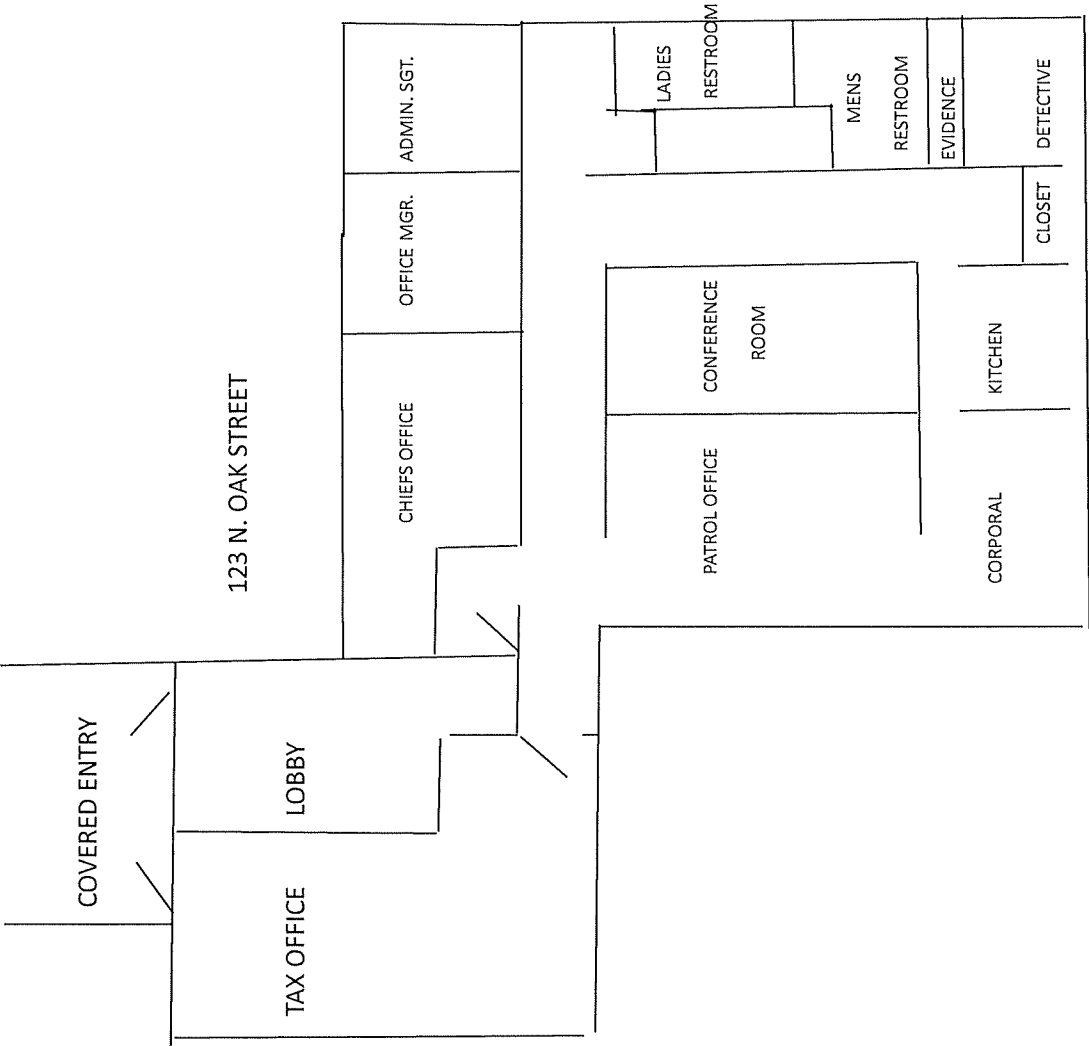 COVERED ENTRY
123 N. OAK STREET
TAX OFFICE
LOBBY
CHIEFS OFFICE
OFFICE MGR.
ADMIN. SGT.
PATROL OFFICE
CONFERENCE
ROOM
LADIES
RESTROOM
MENS
RESTROOM
EVIDENCE
CORPORAL
KITCHEN
CLOSET
DETECTIVE